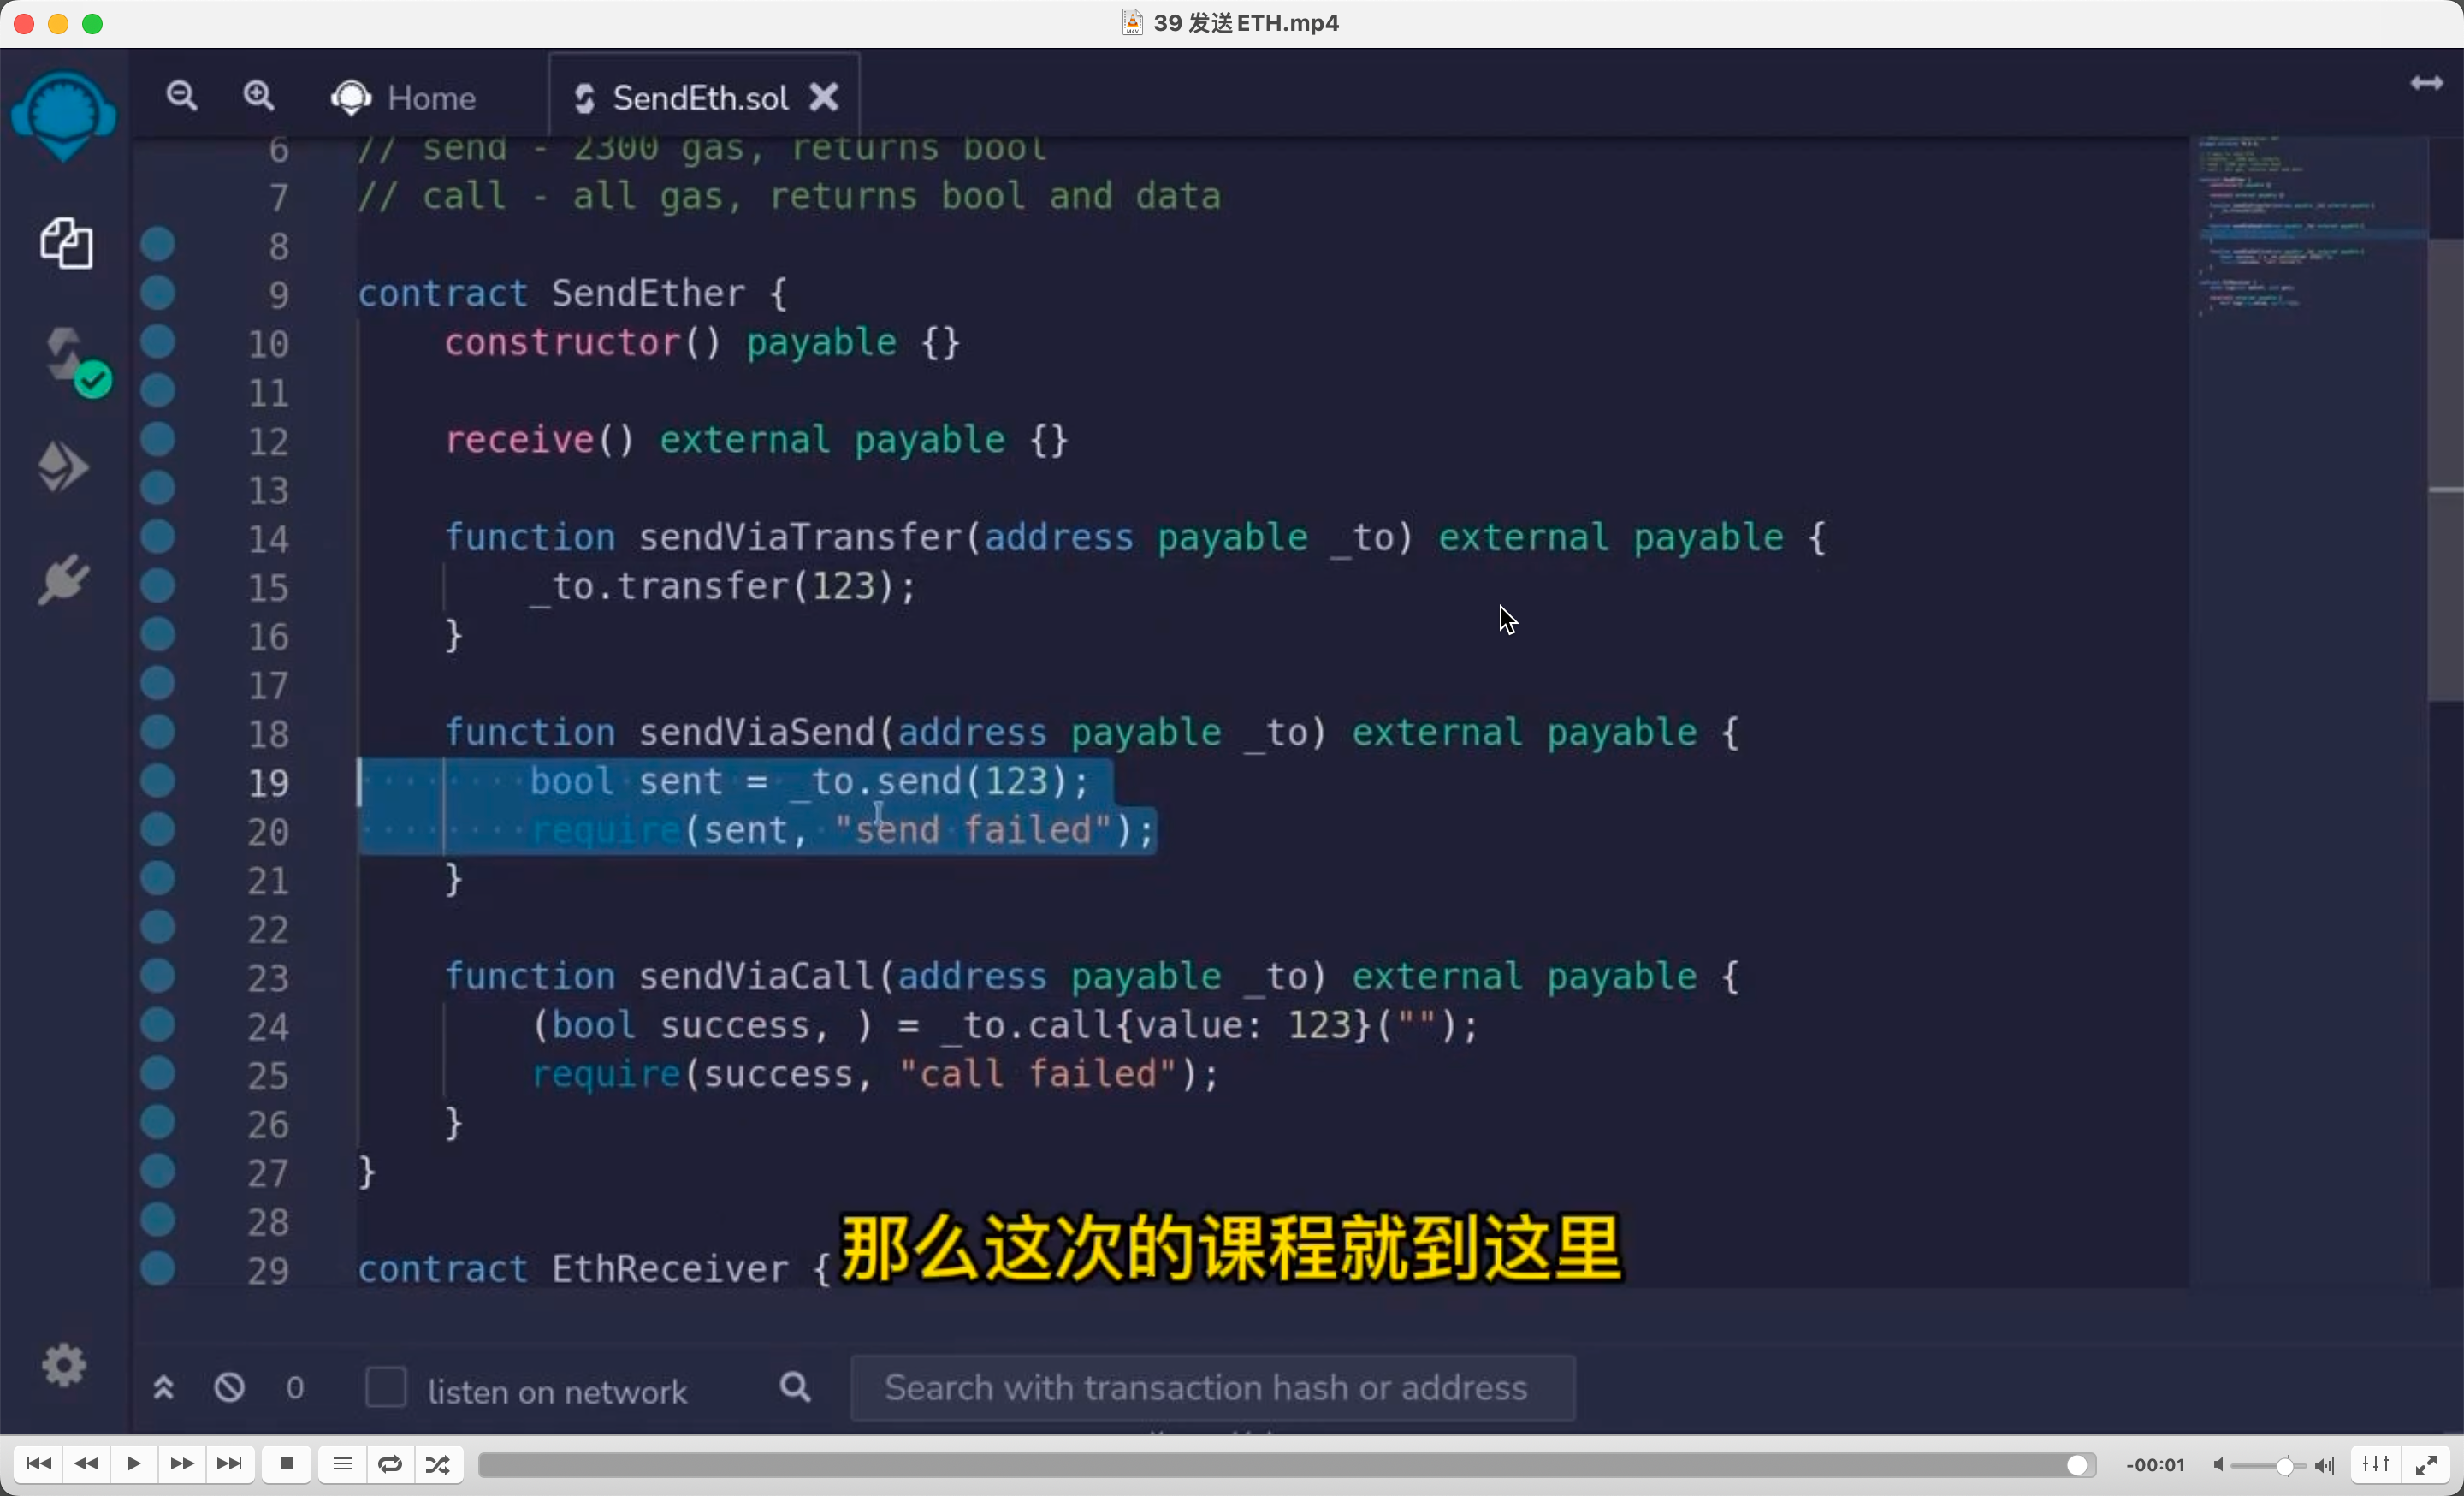 39 发送ETH.mp4
Home
SendEth.sol
6 // send - 2300 gas, returns bool
7 // call - all gas, returns bool and data
8
9 contract SendEther {
10 constructor() payable {}
11
12 receive() external payable {}
13
14 function sendViaTransfer(address payable _to) external payable {
15 _to.transfer(123);
16 }
17
18 function sendViaSend(address payable _to) external payable {
19 bool sent = _to.send(123);
20 require(sent, "send failed");
21 }
22
23 function sendViaCall(address payable _to) external payable {
24 (bool success, ) = _to.call{value: 123}("");
25 require(success, "call failed");
26 }
27 }
28
29 contract EthReceiver {
那么这次的课程就到这里
0
listen on network
Search with transaction hash or address
-00:01